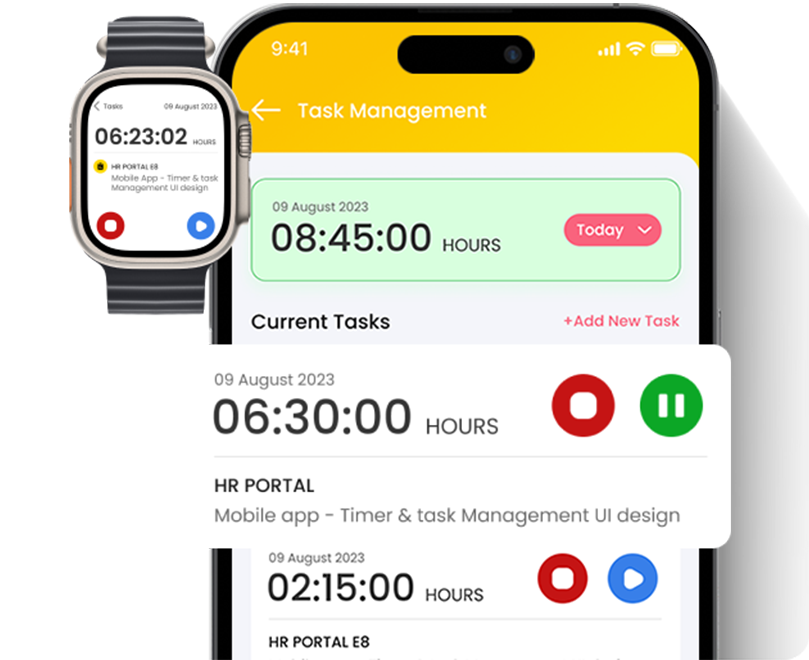 Tasks
09 August 2023
06:23:02 HOURS
HR PORTAL E8
Mobile App - Timer & task
Management UI design
9:41
Task Management
09 August 2023
08:45:00 HOURS
Today
Current Tasks
+Add New Task
09 August 2023
06:30:00 HOURS
HR PORTAL
Mobile app - Timer & task Management UI design
09 August 2023
02:15:00 HOURS
HR PORTAL E8